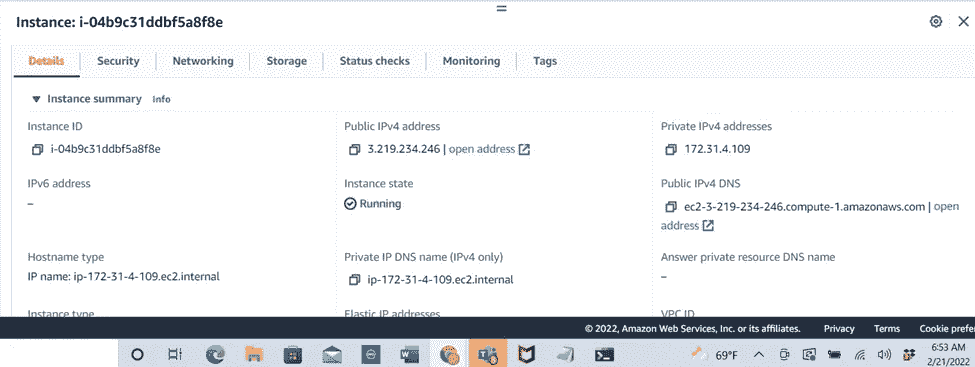 Instance: i-04b9c31ddbf5a8f8e
Details Security Networking Storage Status checks Monitoring Tags
Instance summary Info
Instance ID Public IPv4 address Private IPv4 addresses
i-04b9c31ddbf5a8f8e 3.219.234.246 | open address 172.31.4.109
IPv6 address Instance state Public IPv4 DNS
– Running ec2-3-219-234-246.compute-1.amazonaws.com | open
address
Hostname type Private IP DNS name (IPv4 only) Answer private resource DNS name
IP name: ip-172-31-4-109.ec2.internal ip-172-31-4-109.ec2.internal –
Instance type Elastic IP addresses VPC ID
© 2022, Amazon Web Services, Inc. or its affiliates. Privacy Terms Cookie prefe
69°F 6:53 AM
2/21/2022